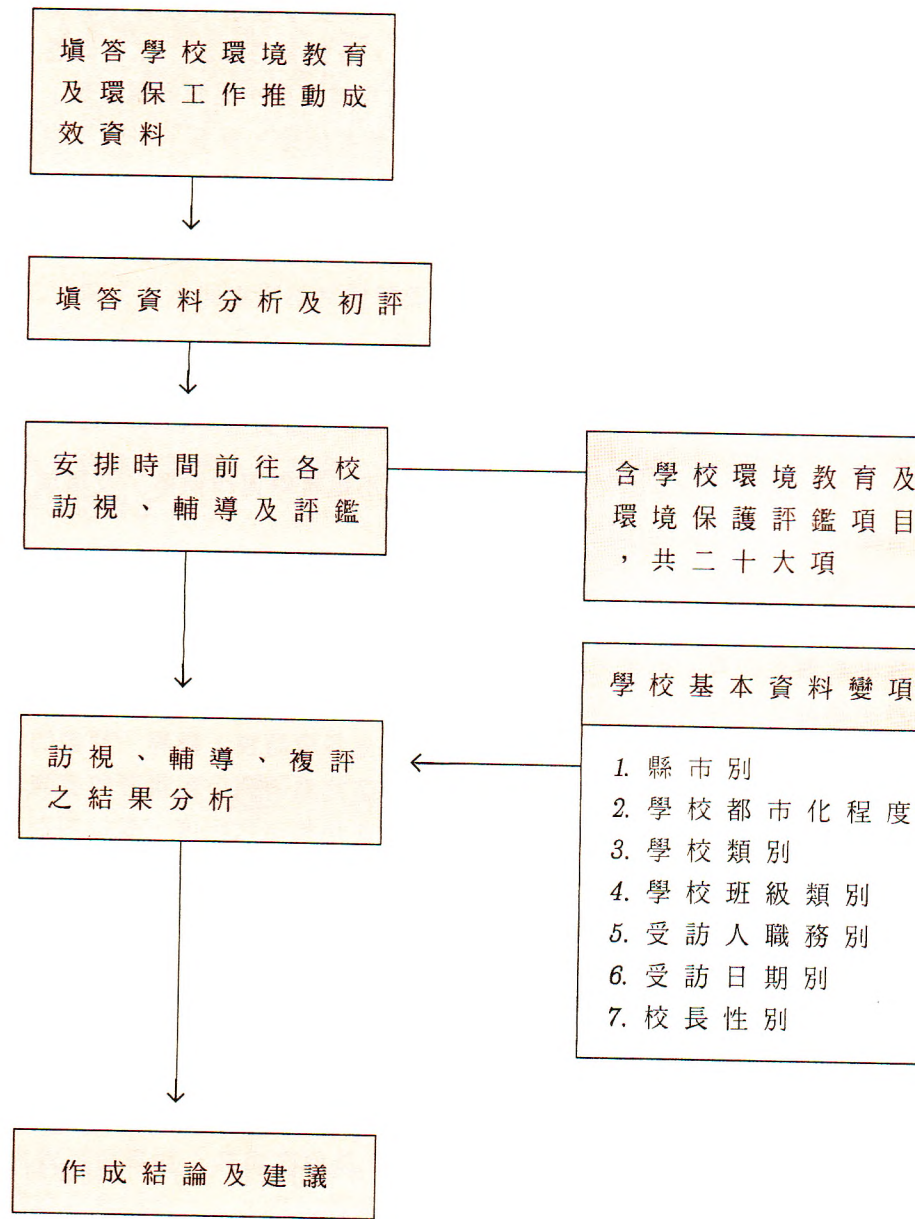 填答學校環境教育
及環保工作推動成
效資料
填答資料分析及初評
安排時間前往各校
訪視、輔導及評鑑
含學校環境教育及
環境保護評鑑項目
，共二十大項
學校基本資料變項
訪視、輔導、複評
之結果分析
1. 縣市別
2. 學校都市化程度
3. 學校類別
4. 學校班級類別
5. 受訪人職務別
6. 受訪日期別
7. 校長性別
作成結論及建議